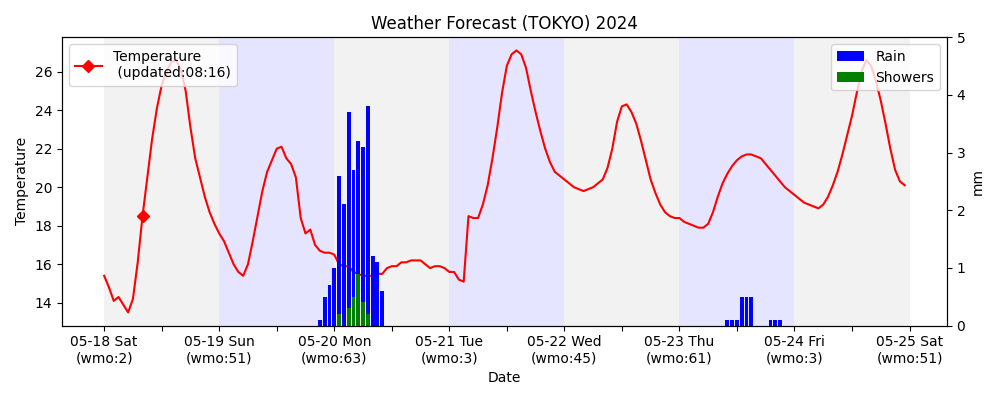 Weather Forecast (TOKYO) 2024
Temperature
(updated:08:16)
Rain
Showers
Temperature
26
24
22
20
18
16
14
5
4
3
2
1
0
mm
05-18 Sat
(wmo:2)
05-19 Sun
(wmo:51)
05-20 Mon
(wmo:63)
05-21 Tue
(wmo:3)
05-22 Wed
(wmo:45)
05-23 Thu
(wmo:61)
05-24 Fri
(wmo:3)
05-25 Sat
(wmo:51)
Date